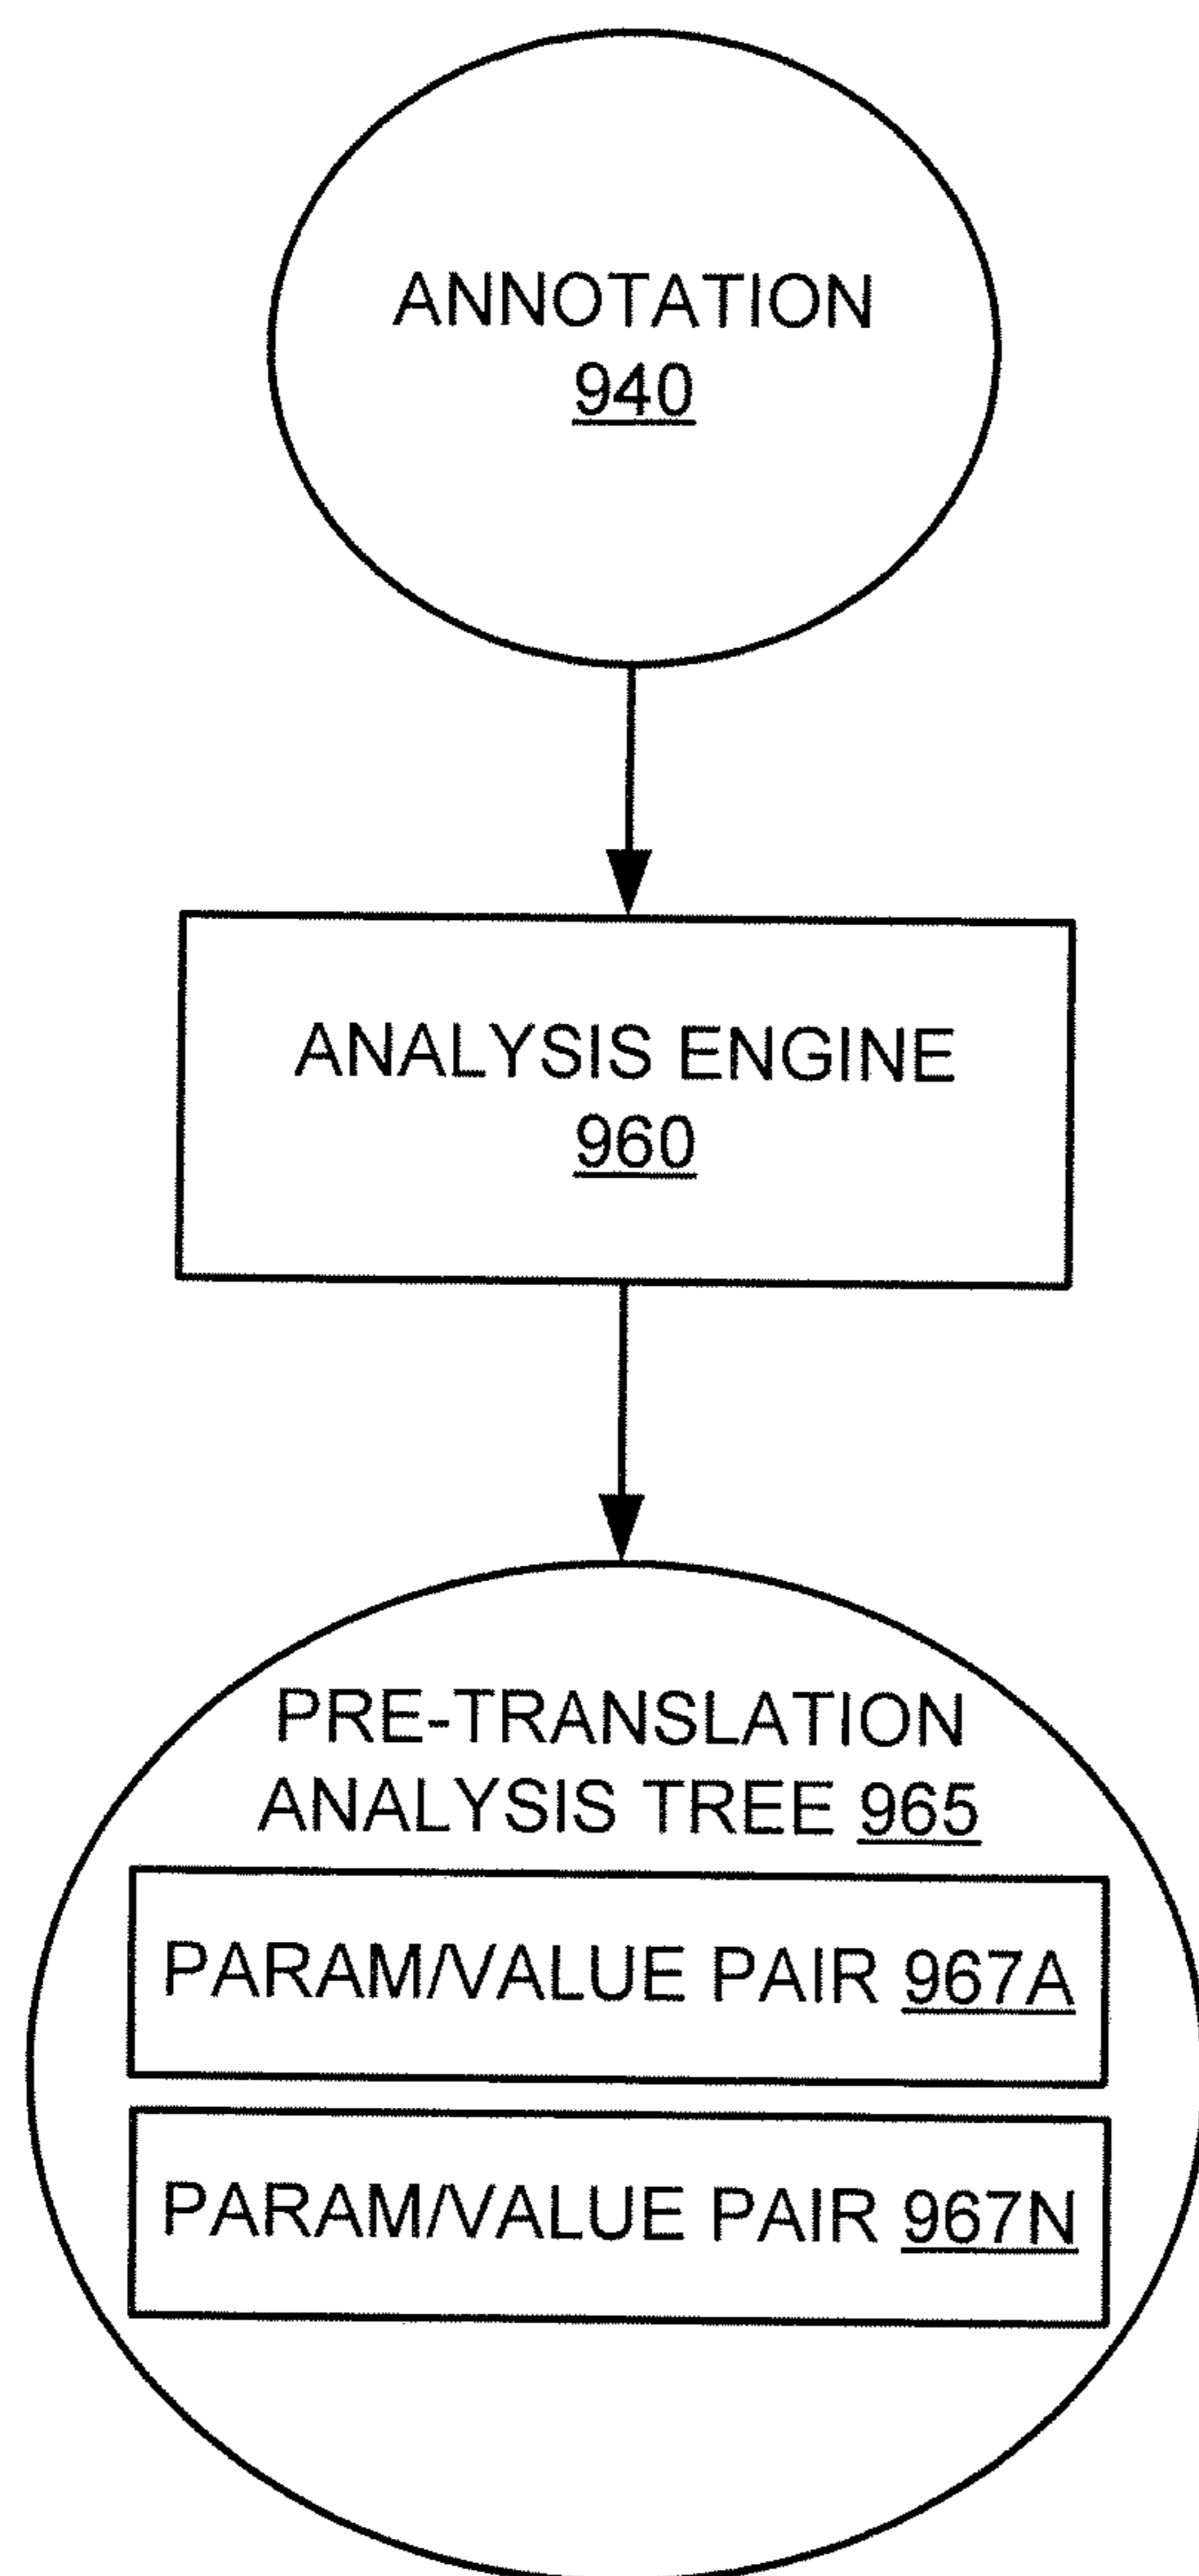 ANNOTATION
940
ANALYSIS ENGINE
960
PRE-TRANSLATION
ANALYSIS TREE 965
PARAM/VALUE PAIR 967A
PARAM/VALUE PAIR 967N